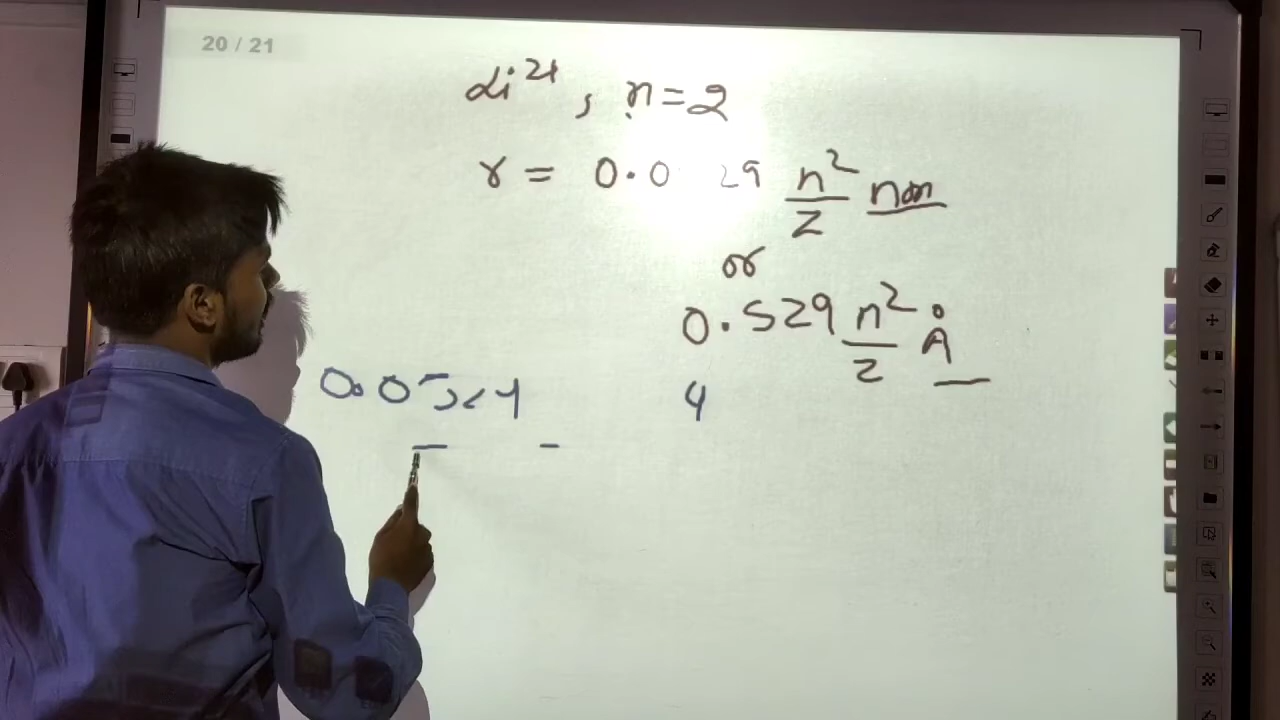 20 / 21
Li²⁺, n=2
r = 0.0 29 n²/Z nm
or
0.529 n²/Z Å
4